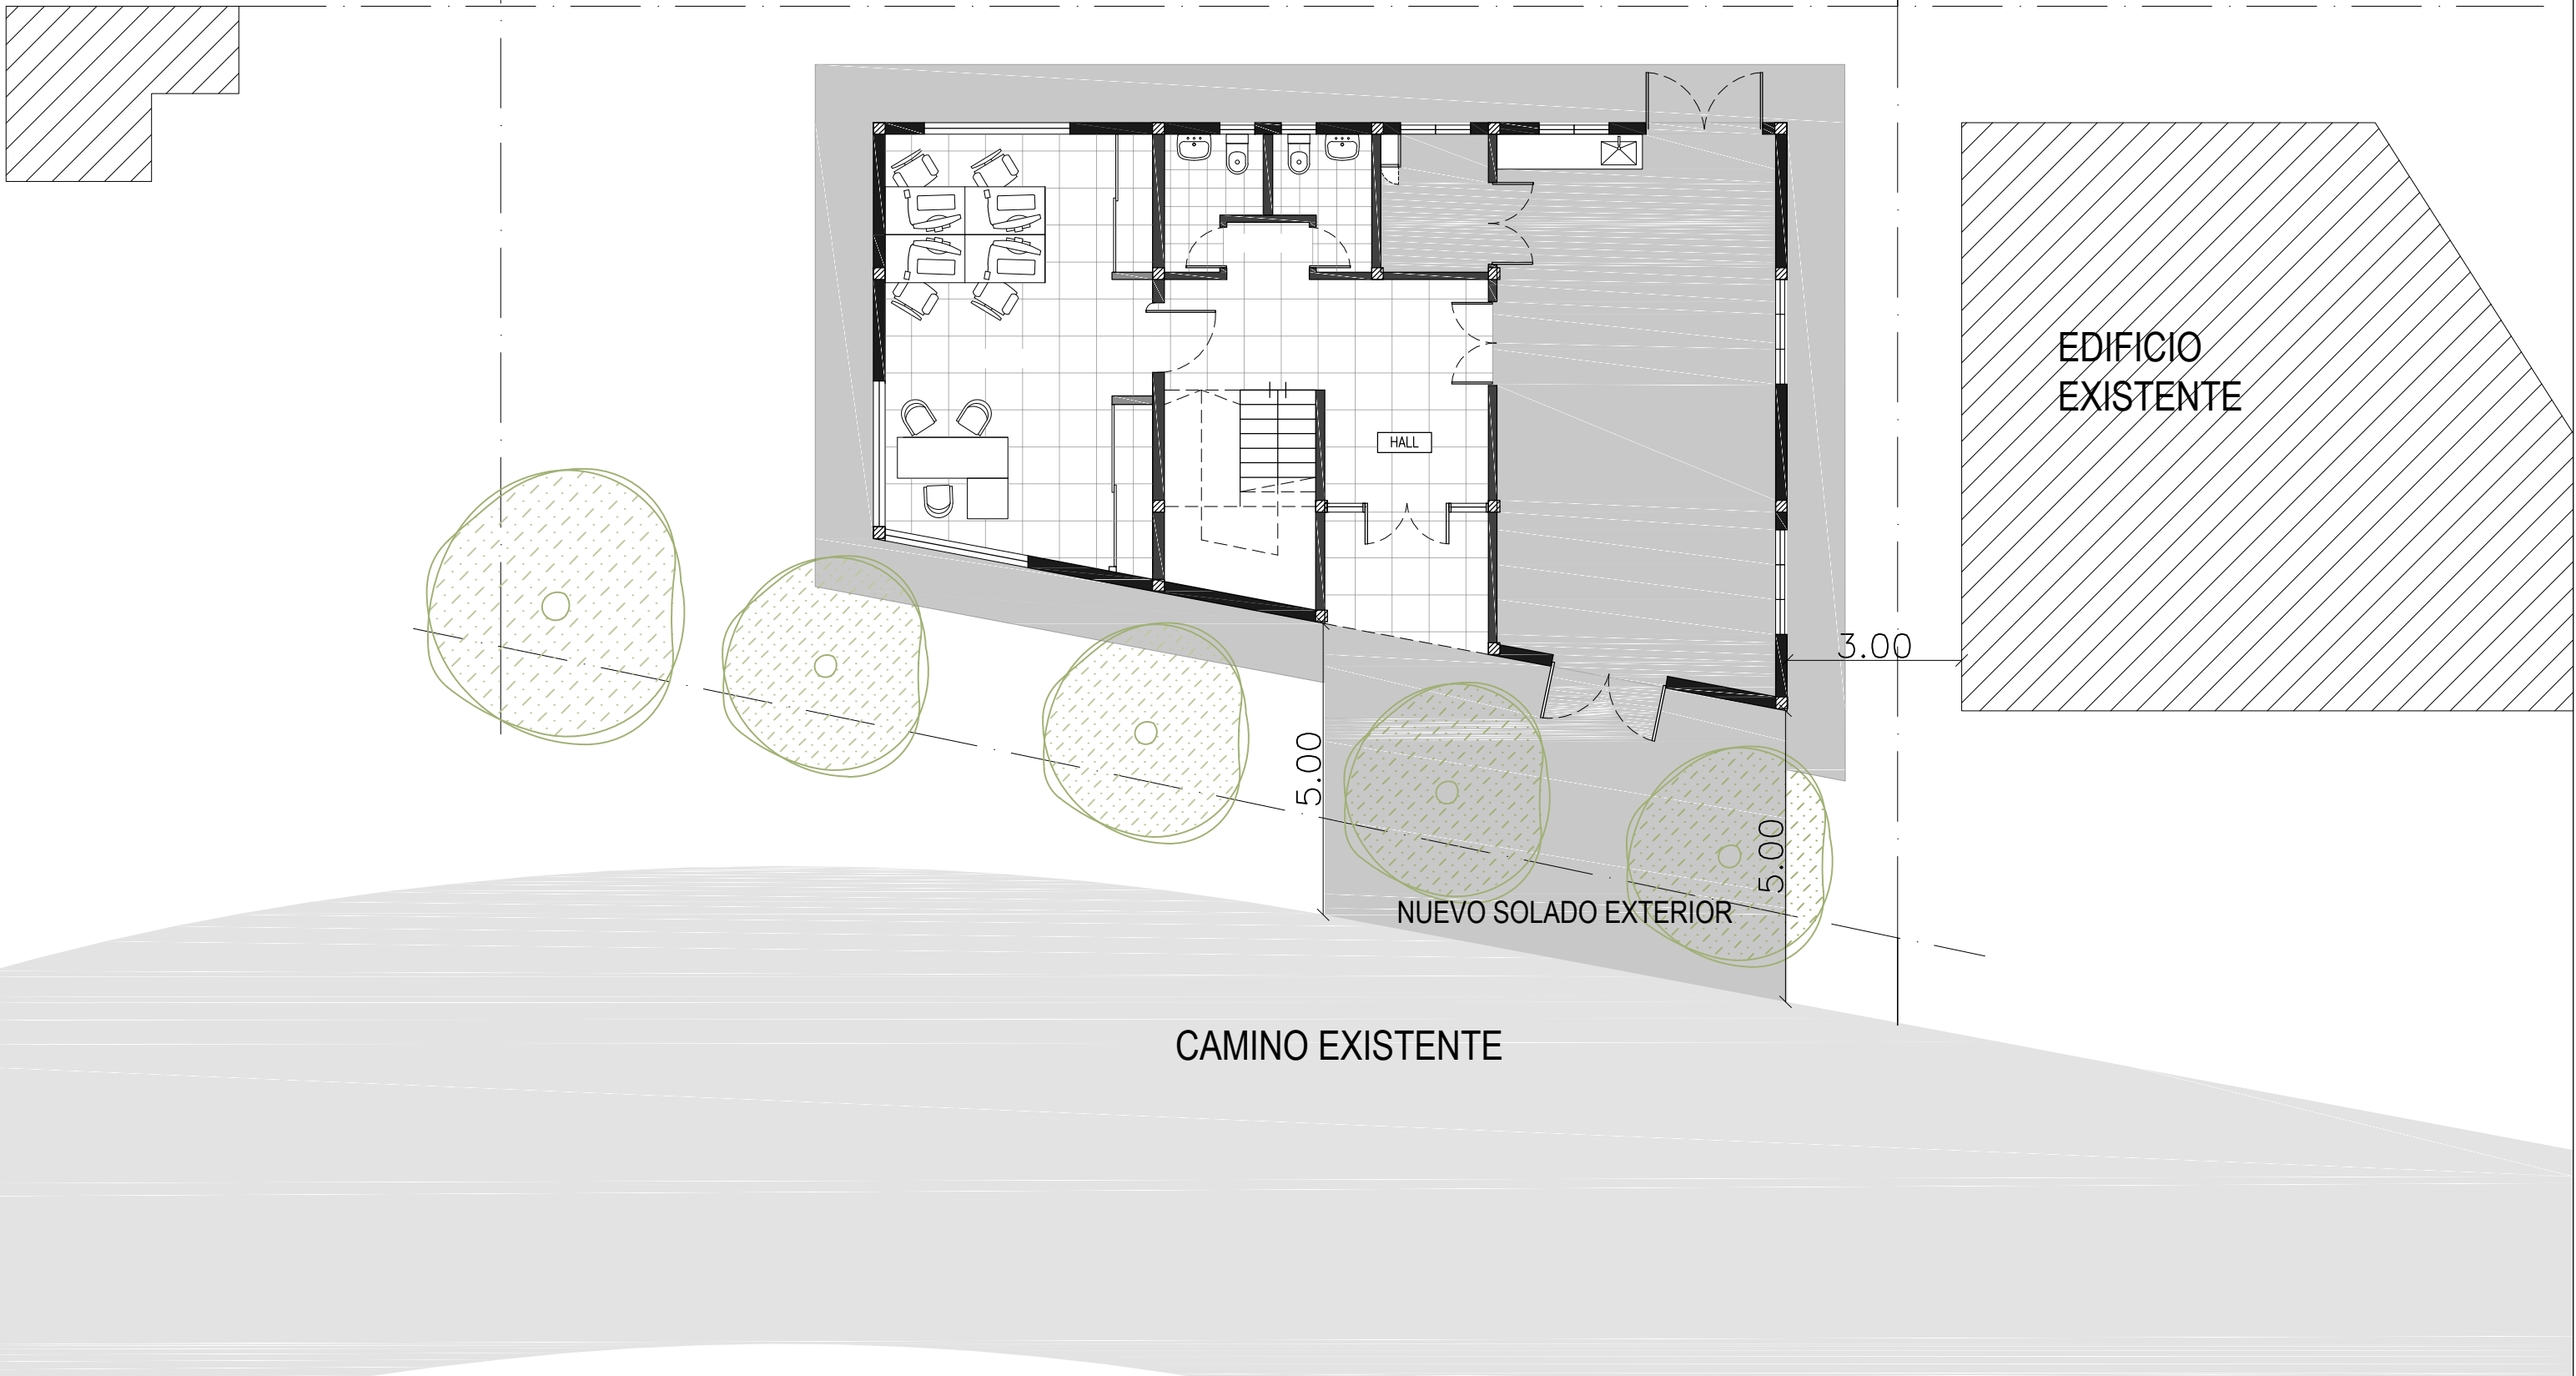 EDIFICIO
EXISTENTE
HALL
3.00
5.00
5.00
NUEVO SOLADO EXTERIOR
CAMINO EXISTENTE